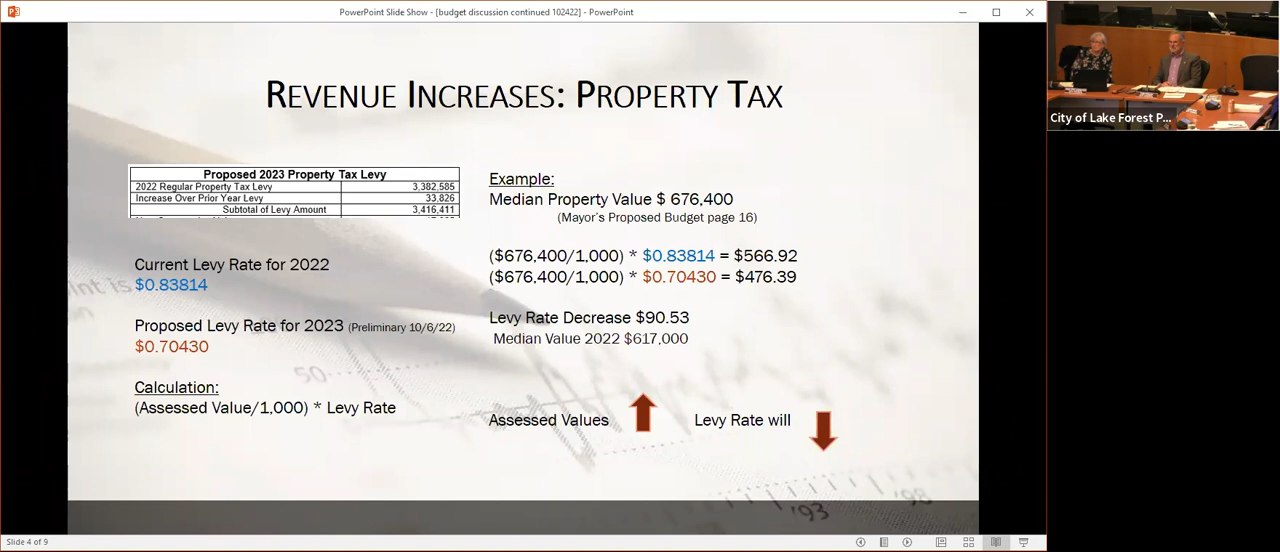 PowerPoint Slide Show - [budget discussion continued 102422] - PowerPoint
REVENUE INCREASES: PROPERTY TAX
Proposed 2023 Property Tax Levy
2022 Regular Property Tax Levy 3,382,585
Increase Over Prior Year Levy 33,826
Subtotal of Levy Amount 3,416,411
Current Levy Rate for 2022
$0.83814
Proposed Levy Rate for 2023 (Preliminary 10/6/22)
$0.70430
Calculation:
(Assessed Value/1,000) * Levy Rate
Example:
Median Property Value $ 676,400
(Mayor's Proposed Budget page 16)
($676,400/1,000) * $0.83814 = $566.92
($676,400/1,000) * $0.70430 = $476.39
Levy Rate Decrease $90.53
Median Value 2022 $617,000
Assessed Values
Levy Rate will
50
'93
'98
Slide 4 of 9
City of Lake Forest P...